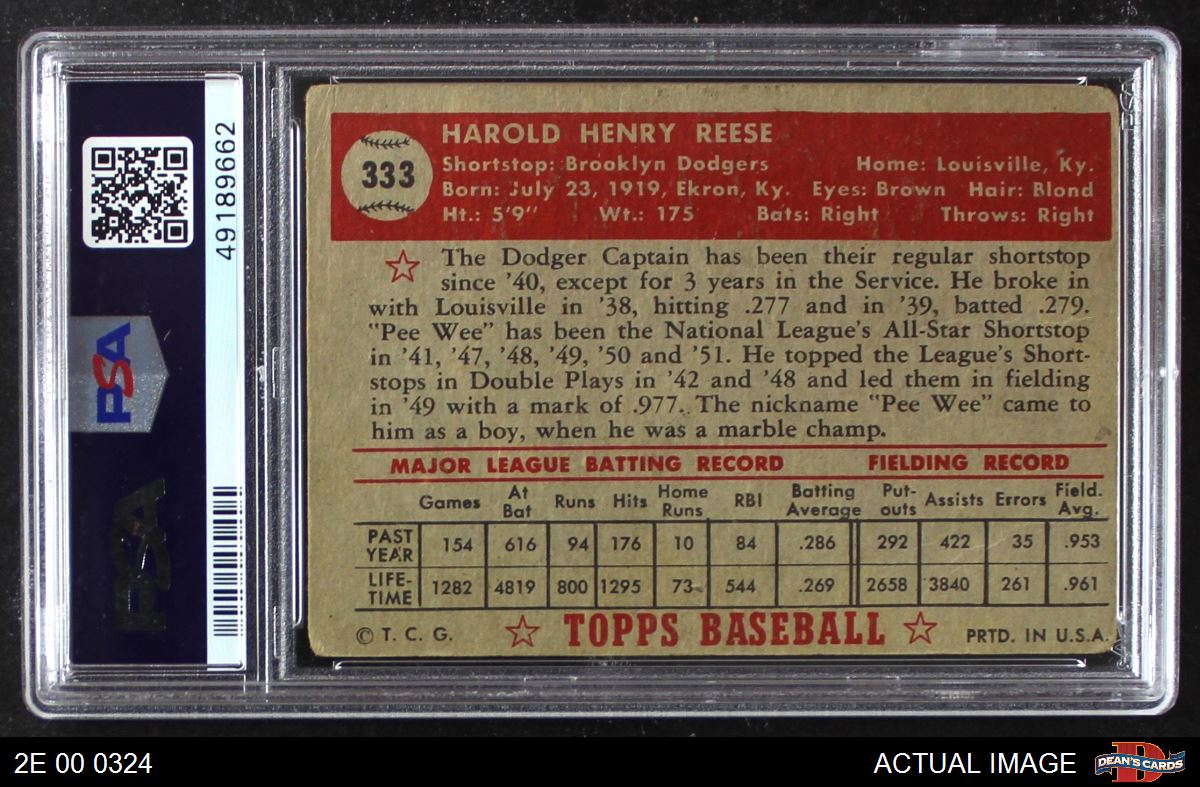 49189662
PSA
PSA
333
HAROLD HENRY REESE
Shortstop: Brooklyn Dodgers Home: Louisville, Ky.
Born: July 23, 1919, Ekron, Ky. Eyes: Brown Hair: Blond
Ht.: 5'9" Wt.: 175 Bats: Right Throws: Right
The Dodger Captain has been their regular shortstop
since '40, except for 3 years in the Service. He broke in
with Louisville in '38, hitting .277 and in '39, batted .279.
"Pee Wee" has been the National League's All-Star Shortstop
in '41, '47, '48, '49, '50 and '51. He topped the League's Short-
stops in Double Plays in '42 and '48 and led them in fielding
in '49 with a mark of .977. The nickname "Pee Wee" came to
him as a boy, when he was a marble champ.
MAJOR LEAGUE BATTING RECORD FIELDING RECORD
Games At Bat Runs Hits Home Runs RBI Batting Average Put-outs Assists Errors Field. Avg.
PAST YEAR 154 616 94 176 10 84 .286 292 422 35 .953
LIFE-TIME 1282 4819 800 1295 73 544 .269 2658 3840 261 .961
© T. C. G. TOPPS BASEBALL PRTD. IN U.S.A.
2E 00 0324
ACTUAL IMAGE
D
DEAN'S CARDS